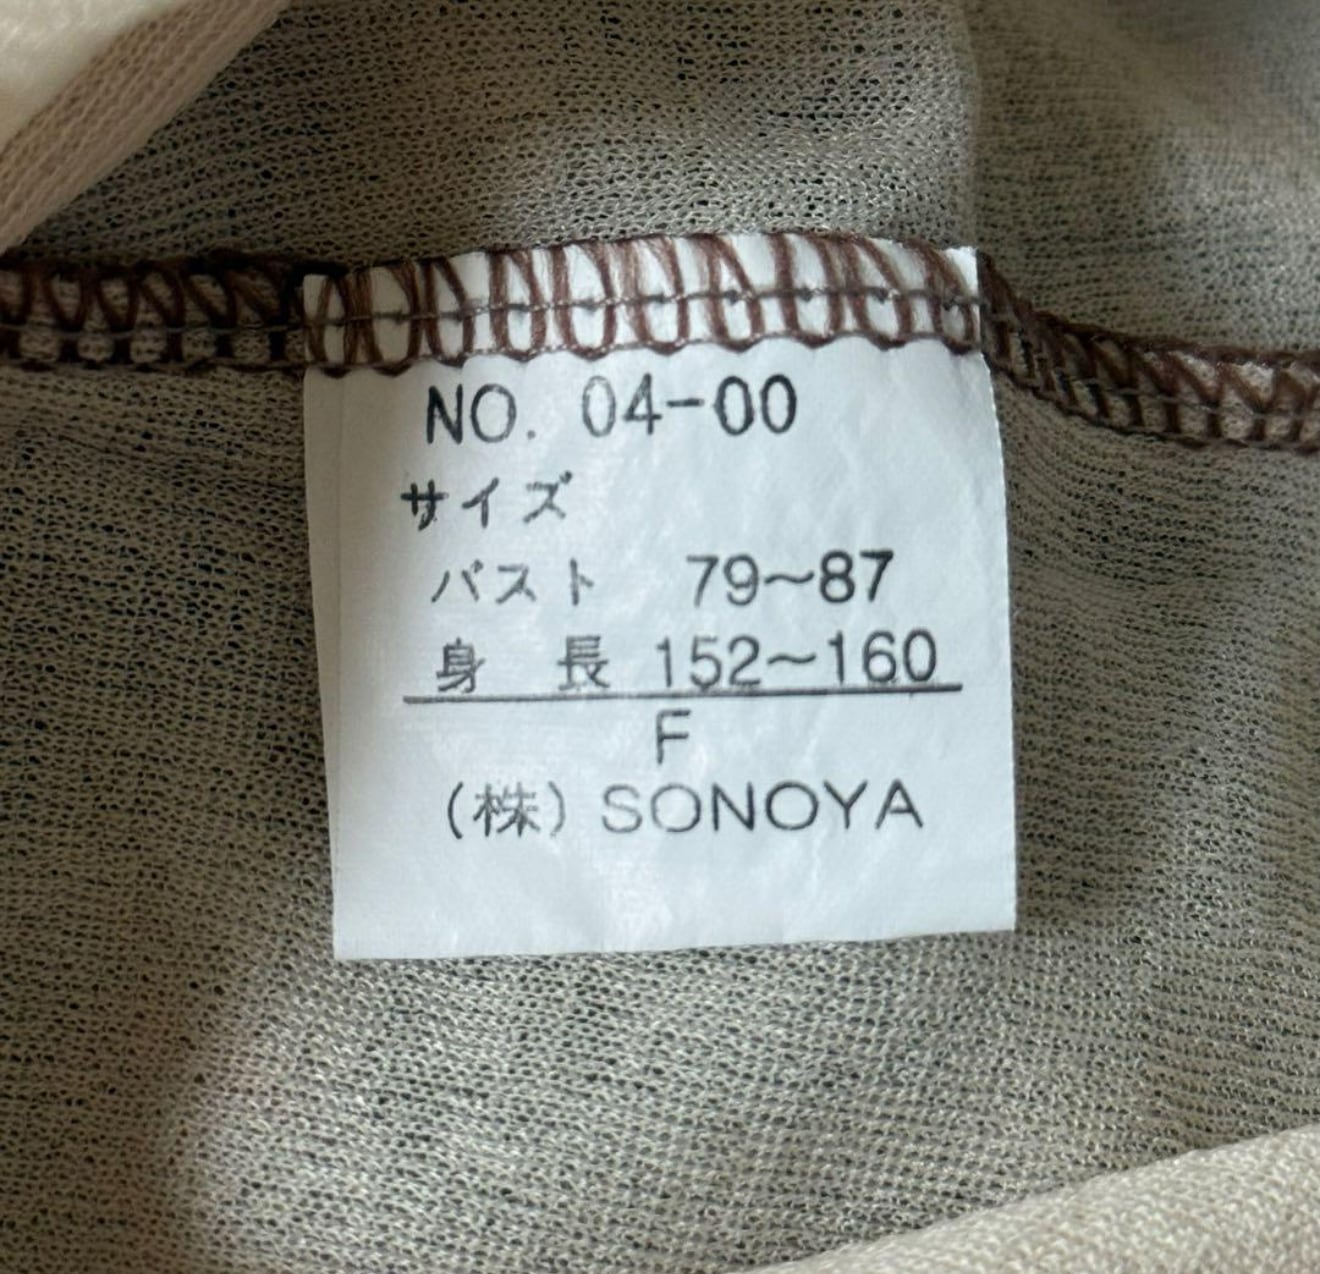 NO. 04-00
サイズ
バスト 79~87
身 長 152~160
F
(株) SONOYA